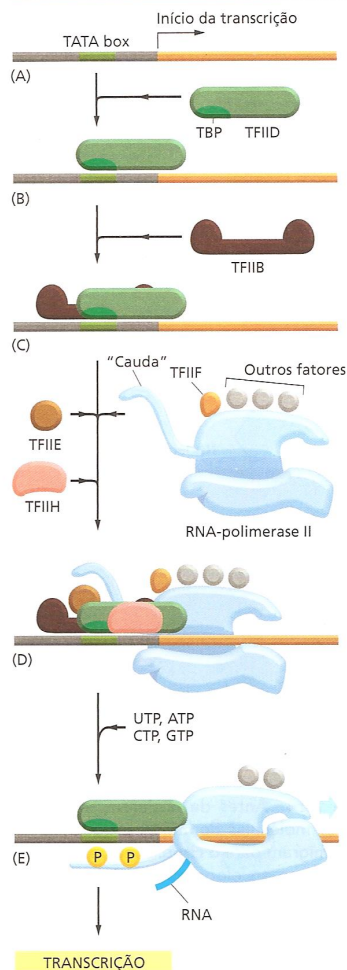 Início da transcrição
TATA box
(A)
TBP TFIID
(B)
TFIIB
(C)
"Cauda"
TFIIF
Outros fatores
TFIIE
TFIIH
RNA-polimerase II
(D)
UTP, ATP
CTP, GTP
(E)
P P
RNA
TRANSCRIÇÃO